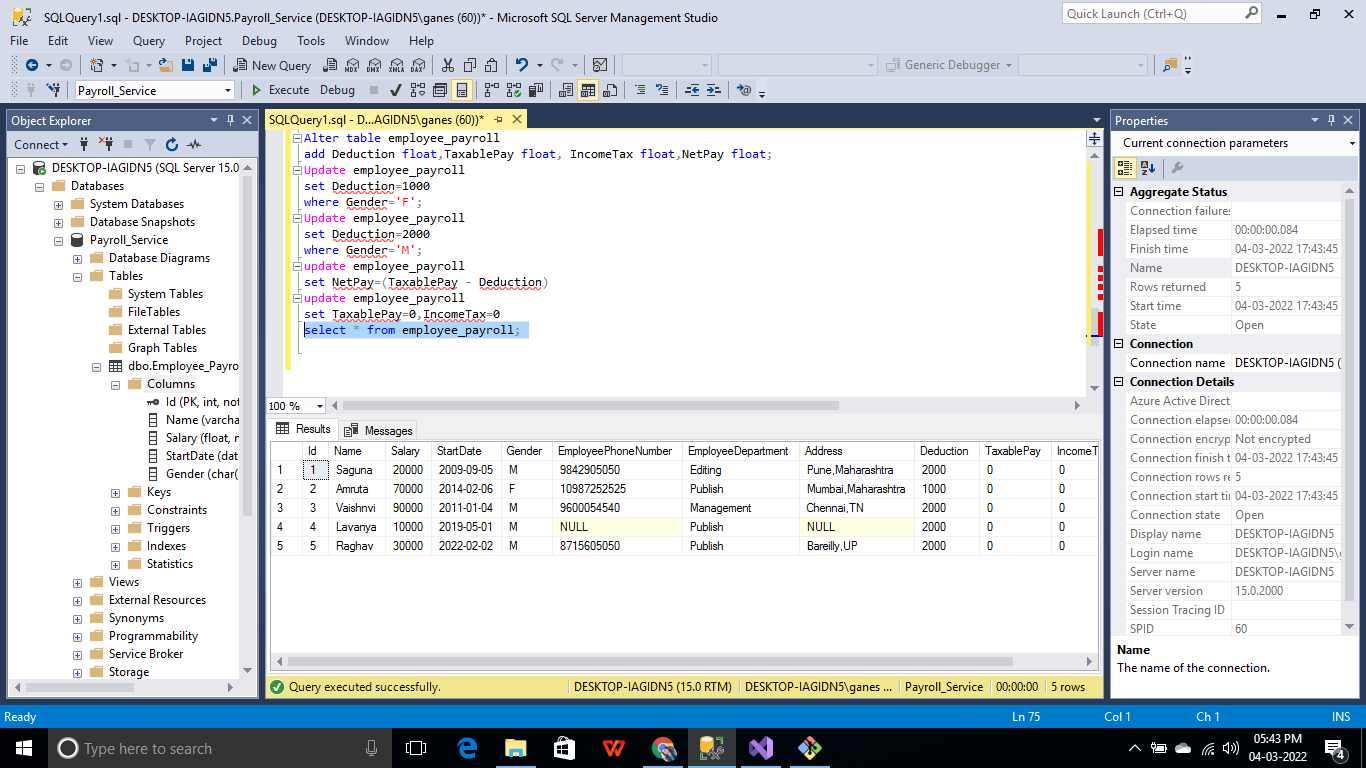 SQLQuery1.sql - DESKTOP-IAGIDN5.Payroll_Service (DESKTOP-IAGIDN5\ganes (60))* - Microsoft SQL Server Management Studio
Quick Launch (Ctrl+Q)
File Edit View Query Project Debug Tools Window Help
New Query MDX DMX XMLA DAX Generic Debugger
Payroll_Service Execute Debug
Object Explorer
Connect
DESKTOP-IAGIDN5 (SQL Server 15.0
Databases
System Databases
Database Snapshots
Payroll_Service
Database Diagrams
Tables
System Tables
FileTables
External Tables
Graph Tables
dbo.Employee_Payro
Columns
Id (PK, int, not
Name (varcha
Salary (float, n
StartDate (dat
Gender (char(
Keys
Constraints
Triggers
Indexes
Statistics
Views
External Resources
Synonyms
Programmability
Service Broker
Storage
SQLQuery1.sql - D...AGIDN5\ganes (60))*
Alter table employee_payroll
add Deduction float,TaxablePay float, IncomeTax float,NetPay float;
Update employee_payroll
set Deduction=1000
where Gender='F';
Update employee_payroll
set Deduction=2000
where Gender='M';
update employee_payroll
set NetPay=(TaxablePay - Deduction)
update employee_payroll
set TaxablePay=0,IncomeTax=0
select * from employee_payroll;
100 %
Results Messages
Id Name Salary StartDate Gender EmployeePhoneNumber EmployeeDepartment Address Deduction TaxablePay IncomeT
1 1 Saguna 20000 2009-09-05 M 9842905050 Editing Pune,Maharashtra 2000 0 0
2 2 Amruta 70000 2014-02-06 F 10987252525 Publish Mumbai,Maharashtra 1000 0 0
3 3 Vaishnvi 90000 2011-01-04 M 9600054540 Management Chennai,TN 2000 0 0
4 4 Lavanya 10000 2019-05-01 M NULL Publish NULL 2000 0 0
5 5 Raghav 30000 2022-02-02 M 8715605050 Publish Bareilly,UP 2000 0 0
Query executed successfully. DESKTOP-IAGIDN5 (15.0 RTM) DESKTOP-IAGIDN5\ganes ... Payroll_Service 00:00:00 5 rows
Properties
Current connection parameters
Aggregate Status
Connection failures
Elapsed time 00:00:00.084
Finish time 04-03-2022 17:43:45
Name DESKTOP-IAGIDN5
Rows returned 5
Start time 04-03-2022 17:43:45
State Open
Connection
Connection name DESKTOP-IAGIDN5 (
Connection Details
Azure Active Direct
Connection elapse 00:00:00.084
Connection encryp Not encrypted
Connection finish t 04-03-2022 17:43:45
Connection rows re 5
Connection start ti 04-03-2022 17:43:45
Connection state Open
Display name DESKTOP-IAGIDN5
Login name DESKTOP-IAGIDN5\g
Server name DESKTOP-IAGIDN5
Server version 15.0.2000
Session Tracing ID
SPID 60
Name
The name of the connection.
Ready Ln 75 Col 1 Ch 1 INS
Type here to search
05:43 PM
04-03-2022
4